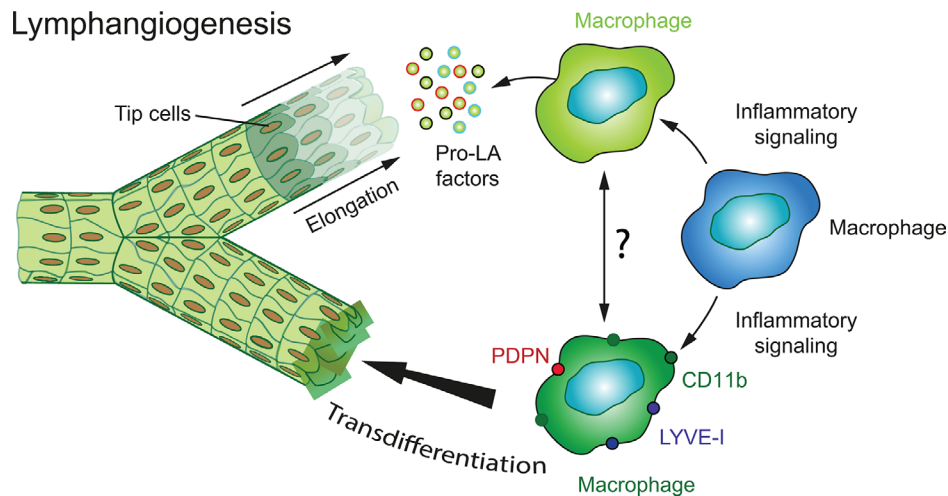 Lymphangiogenesis
Macrophage
Tip cells
Inflammatory
signaling
Pro-LA
factors
Elongation
Macrophage
?
Inflammatory
signaling
PDPN
CD11b
LYVE-I
Transdifferentiation
Macrophage